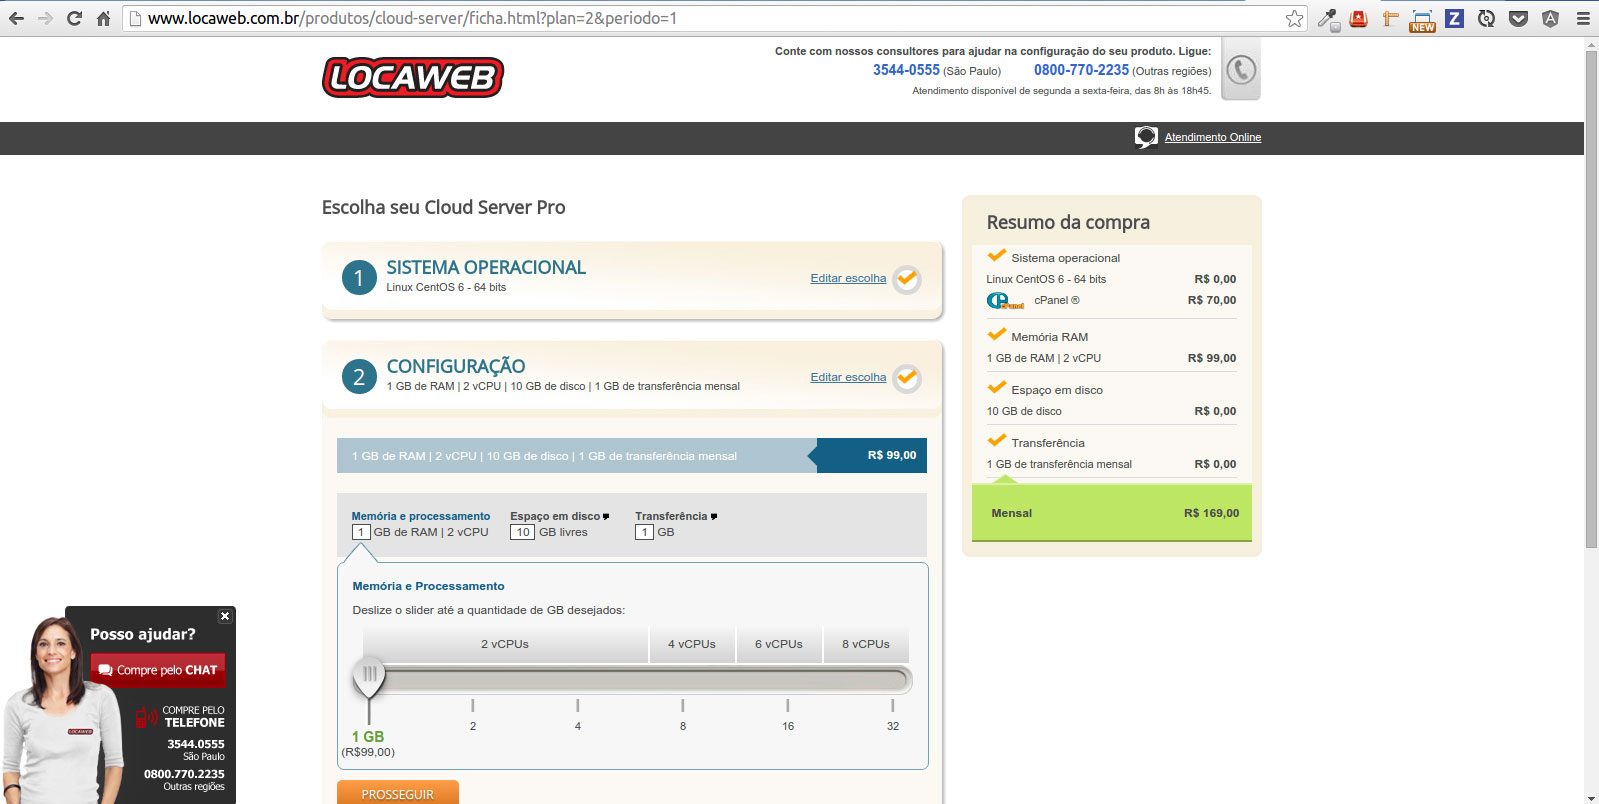 www.locaweb.com.br/produtos/cloud-server/ficha.html?plan=2&periodo=1
NEW
Z
A
LOCAWEB
Conte com nossos consultores para ajudar na configuração do seu produto. Ligue:
3544-0555 (São Paulo) 0800-770-2235 (Outras regiões)
Atendimento disponível de segunda a sexta-feira, das 8h às 18h45.
Atendimento Online
Escolha seu Cloud Server Pro
1 SISTEMA OPERACIONAL
Linux CentOS 6 - 64 bits
Editar escolha
2 CONFIGURAÇÃO
1 GB de RAM | 2 vCPU | 10 GB de disco | 1 GB de transferência mensal
Editar escolha
1 GB de RAM | 2 vCPU | 10 GB de disco | 1 GB de transferência mensal R$ 99,00
Memória e processamento Espaço em disco Transferência
1 GB de RAM | 2 vCPU 10 GB livres 1 GB
Memória e Processamento
Deslize o slider até a quantidade de GB desejados:
2 vCPUs 4 vCPUs 6 vCPUs 8 vCPUs
2 4 8 16 32
1 GB
(R$99,00)
PROSSEGUIR
Resumo da compra
Sistema operacional
Linux CentOS 6 - 64 bits R$ 0,00
cPanel cPanel ® R$ 70,00
Memória RAM
1 GB de RAM | 2 vCPU R$ 99,00
Espaço em disco
10 GB de disco R$ 0,00
Transferência
1 GB de transferência mensal R$ 0,00
Mensal R$ 169,00
Posso ajudar?
Compre pelo CHAT
COMPRE PELO
TELEFONE
3544.0555
São Paulo
0800.770.2235
Outras regiões
LOCAWEB